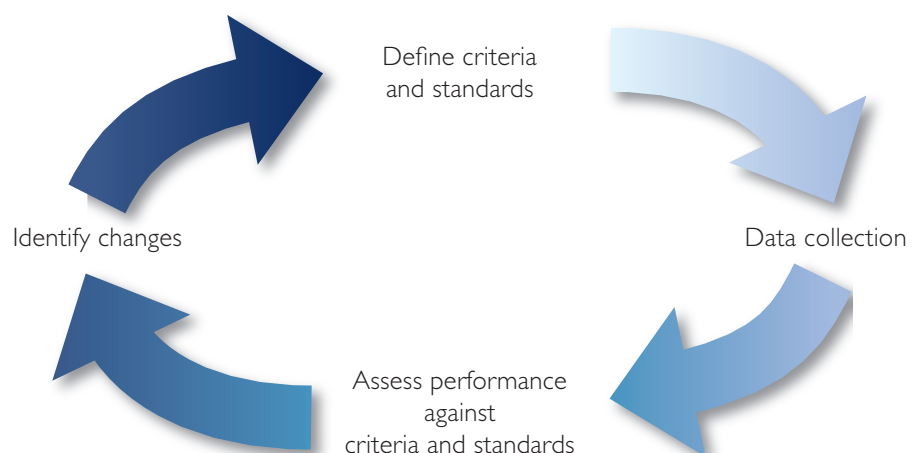 Define criteria
and standards
Identify changes
Data collection
Assess performance
against
criteria and standards